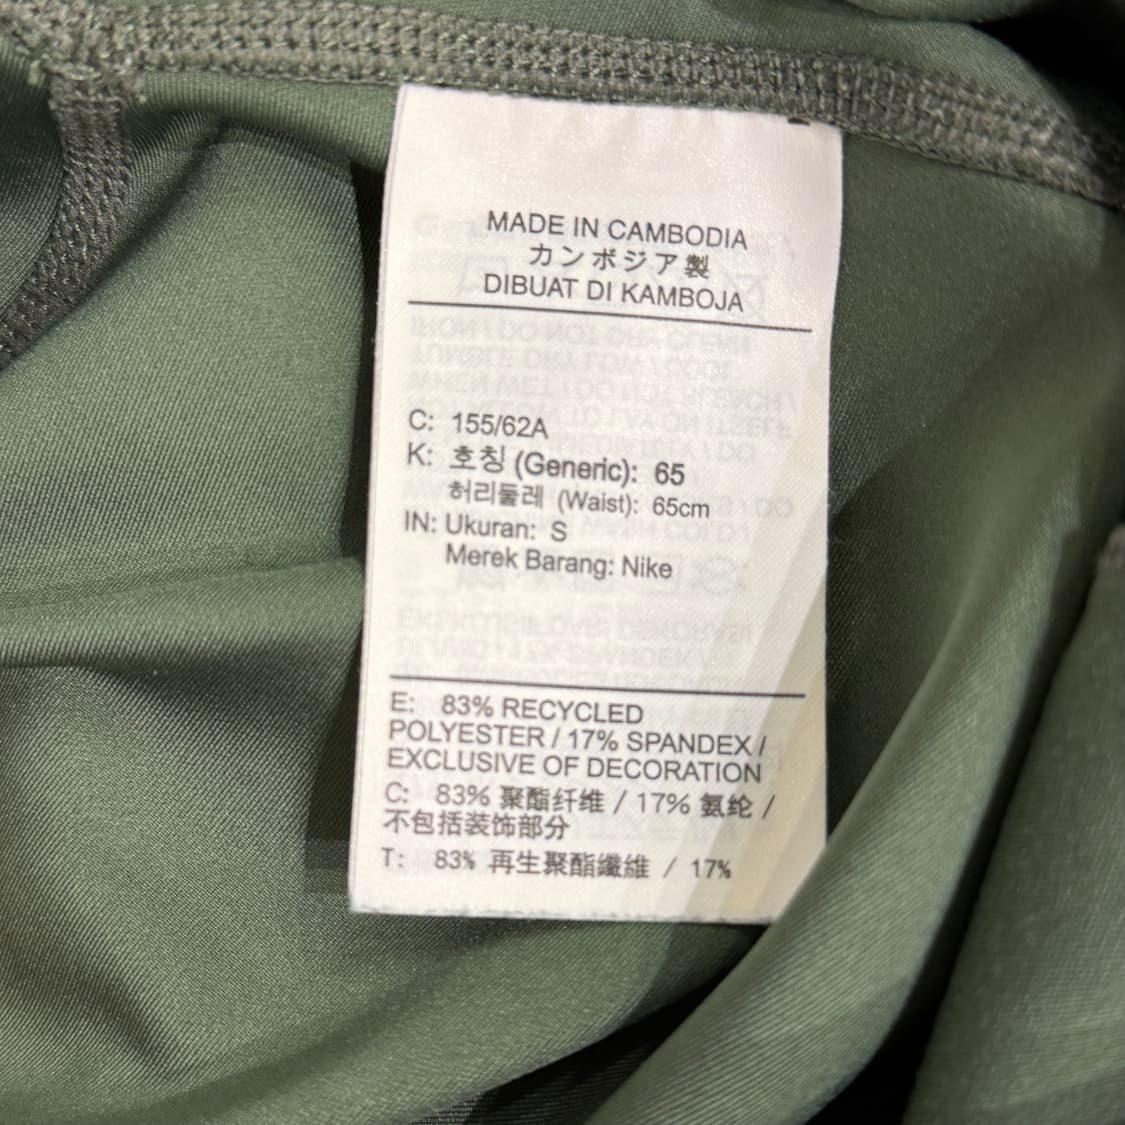 MADE IN CAMBODIA
カンボジア製
DIBUAT DI KAMBOJA
C: 155/62A
K: 호칭 (Generic): 65
허리둘레 (Waist): 65cm
IN: Ukuran: S
Merek Barang: Nike
E: 83% RECYCLED
POLYESTER / 17% SPANDEX /
EXCLUSIVE OF DECORATION
C: 83% 聚酯纤维 / 17% 氨纶 /
不包括装饰部分
T: 83% 再生聚酯纖維 / 17%